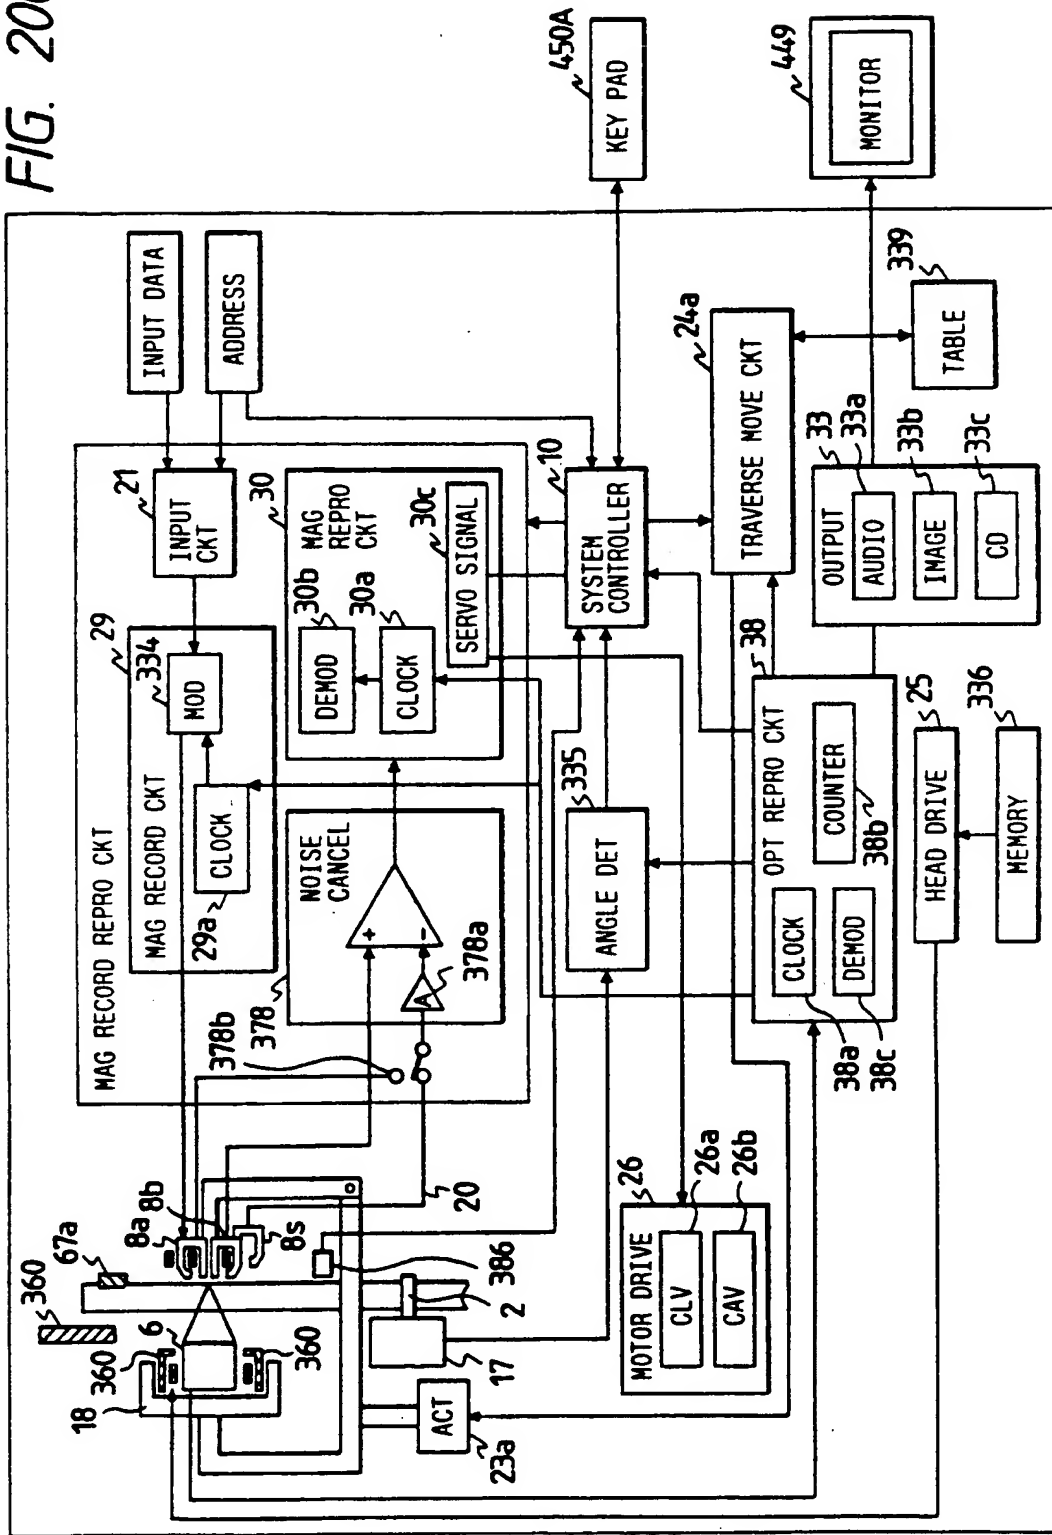 FIG. 20
450A
KEY PAD
449
MONITOR
INPUT DATA
ADDRESS
339
TABLE
24a
TRAVERSE MOVE CKT
21
INPUT
CKT
10
SYSTEM
CONTROLLER
MAG RECORD REPRO CKT
29
MAG RECORD CKT
334
MOD
CLOCK
29a
30
MAG
REPRO
CKT
30b
DEMOD
30a
CLOCK
30c
SERVO SIGNAL
378
NOISE
CANCEL
+
-
A
378a
378b
335
ANGLE DET
33
OUTPUT
33a
AUDIO
33b
IMAGE
33c
CD
38
OPT REPRO CKT
CLOCK
COUNTER
38b
DEMOD
38a
38c
25
HEAD DRIVE
336
MEMORY
360
67a
8a
8b
8s
20
6
360
360
18
386
2
17
ACT
23a
26
MOTOR DRIVE
26a
CLV
26b
CAV